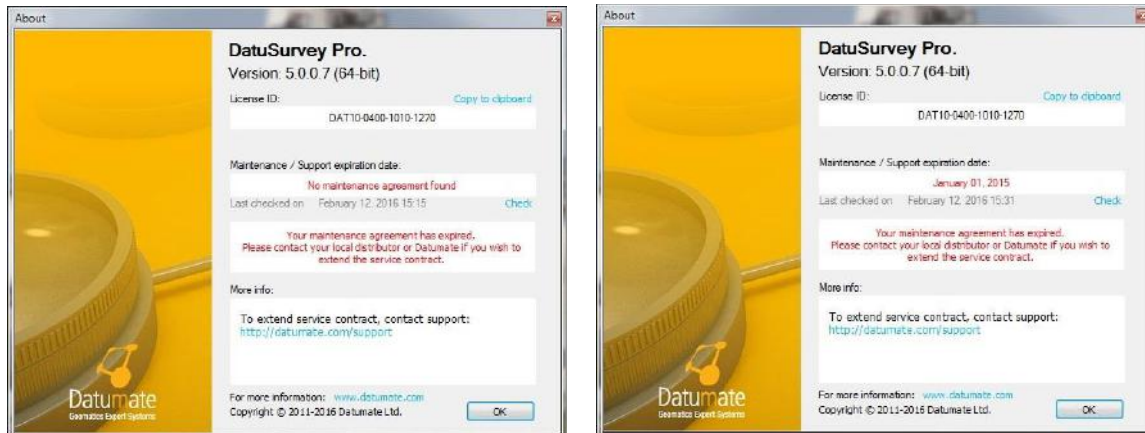 About
DatuSurvey Pro.
Version: 5.0.0.7 (64-bit)
License ID:
Copy to clipboard
DAT10-0400-1010-1270
Maintenance / Support expiration date:
No maintenance agreement found
Last checked on February 12, 2016 15:15
Check
Your maintenance agreement has expired.
Please contact your local distributor or Datumate if you wish to
extend the service contract.
More info:
To extend service contract, contact support:
http://datumate.com/support
Datumate
Geomatics Expert Systems
For more information: www.datumate.com
Copyright © 2011-2016 Datumate Ltd.
OK
About
DatuSurvey Pro.
Version: 5.0.0.7 (64-bit)
License ID:
Copy to clipboard
DAT10-0400-1010-1270
Maintenance / Support expiration date:
January 01, 2015
Last checked on February 12, 2016 15:31
Check
Your maintenance agreement has expired.
Please contact your local distributor or Datumate if you wish to
extend the service contract.
More info:
To extend service contract, contact support:
http://datumate.com/support
Datumate
Geomatics Expert Systems
For more information: www.datumate.com
Copyright © 2011-2016 Datumate Ltd.
OK